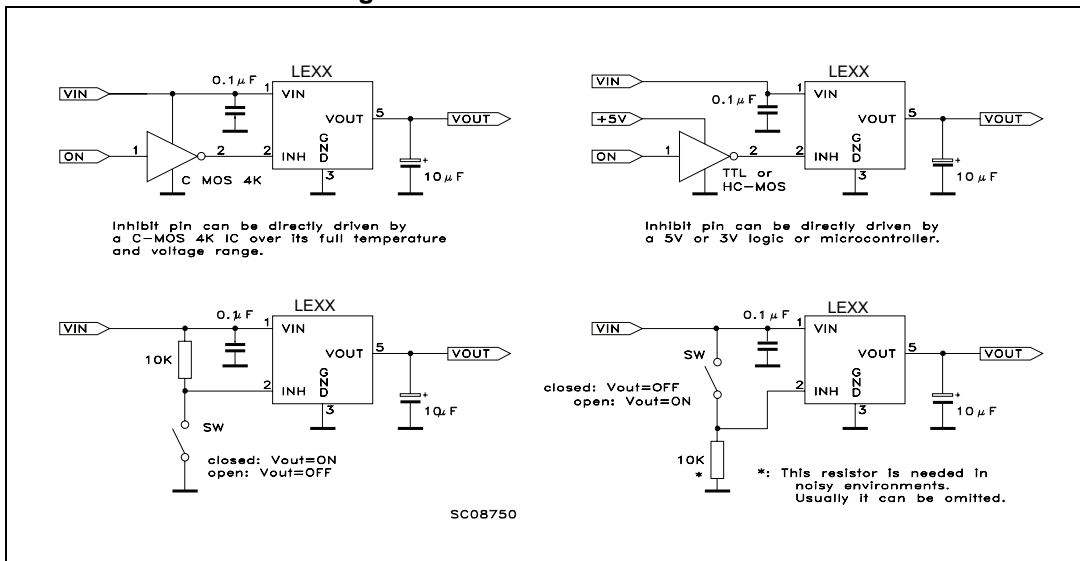 LEXX
0.1µF
VIN
1
VIN
VOUT
5
VOUT
ON
1
2
2
INH
GND
3
C MOS 4K
+
10µF
Inhibit pin can be directly driven by
a C-MOS 4K IC over its full temperature
and voltage range.
LEXX
VIN
1
VIN
0.1µF
+5V
VOUT
5
VOUT
ON
1
2
2
INH
GND
3
TTL or
HC-MOS
+
10µF
Inhibit pin can be directly driven by
a 5V or 3V logic or microcontroller.
LEXX
0.1µF
VIN
1
VIN
10K
VOUT
5
VOUT
2
INH
GND
3
+
10µF
SW
closed: Vout=ON
open: Vout=OFF
LEXX
0.1µF
VIN
1
VIN
SW
VOUT
5
VOUT
closed: Vout=OFF
open: Vout=ON
2
INH
GND
3
+
10µF
10K
*
*: This resistor is needed in
noisy environments.
Usually it can be omitted.
SC08750